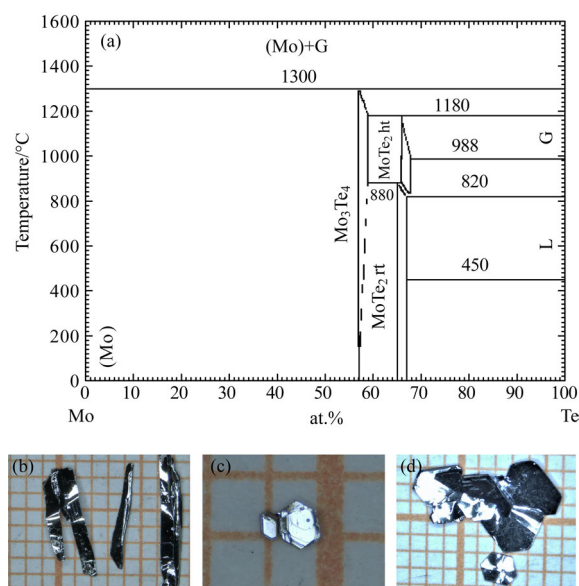 1600
1400
1200
1000
800
600
400
200
0
Temperature/°C
(a)
(Mo)+G
1300
1180
988
820
880
450
MoTe2 ht
Mo3Te4
MoTe2 rt
G
L
(Mo)
0 10 20 30 40 50 60 70 80 90 100
Mo at.% Te
(b) (c) (d)